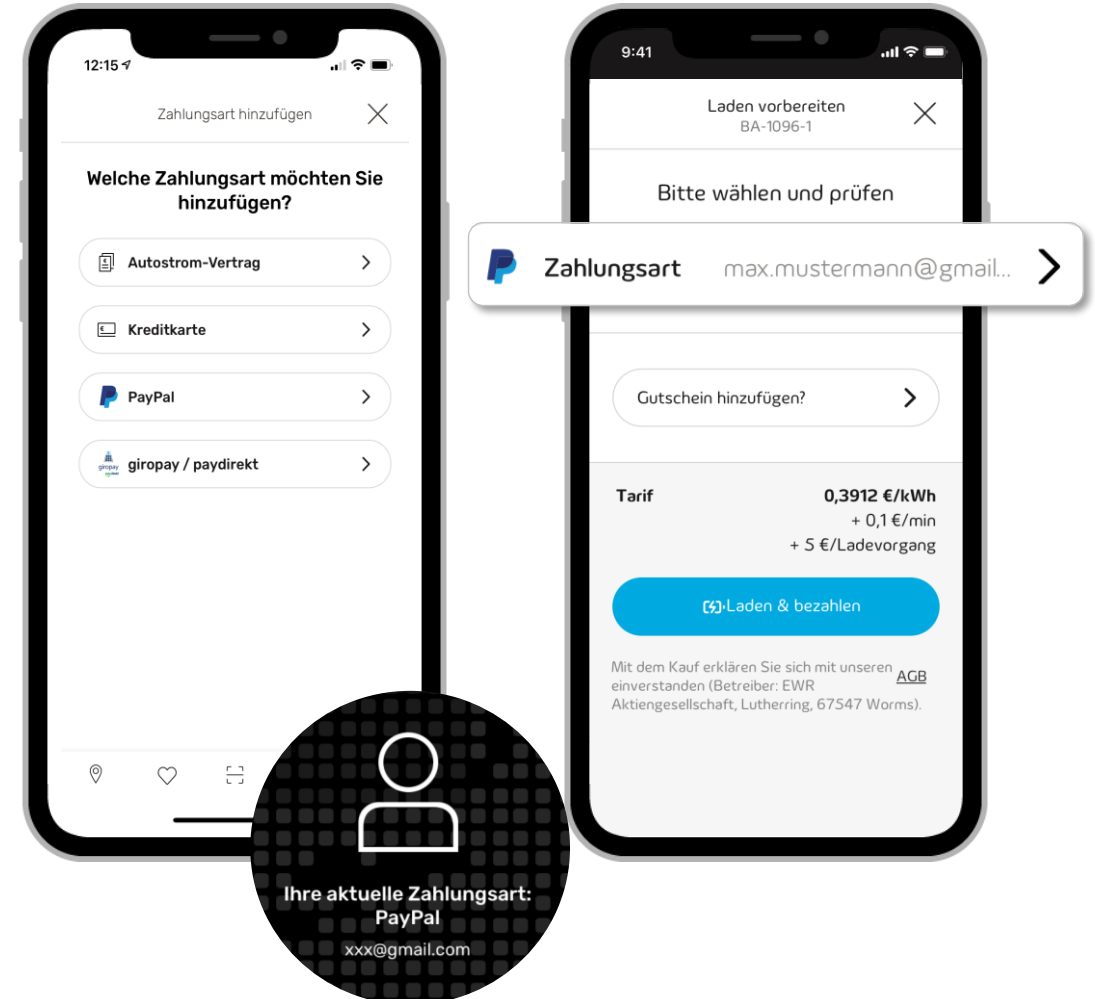 12:15
Zahlungsart hinzufügen
Welche Zahlungsart möchten Sie
hinzufügen?
Autostrom-Vertrag
Kreditkarte
PayPal
giropay
giropay / paydirekt
Ihre aktuelle Zahlungsart:
PayPal
xxx@gmail.com
9:41
Laden vorbereiten
BA-1096-1
Bitte wählen und prüfen
Zahlungsart max.mustermann@gmail...
Gutschein hinzufügen?
Tarif 0,3912 €/kWh
+ 0,1 €/min
+ 5 €/Ladevorgang
Laden & bezahlen
Mit dem Kauf erklären Sie sich mit unseren AGB
einverstanden (Betreiber: EWR
Aktiengesellschaft, Lutherring, 67547 Worms).